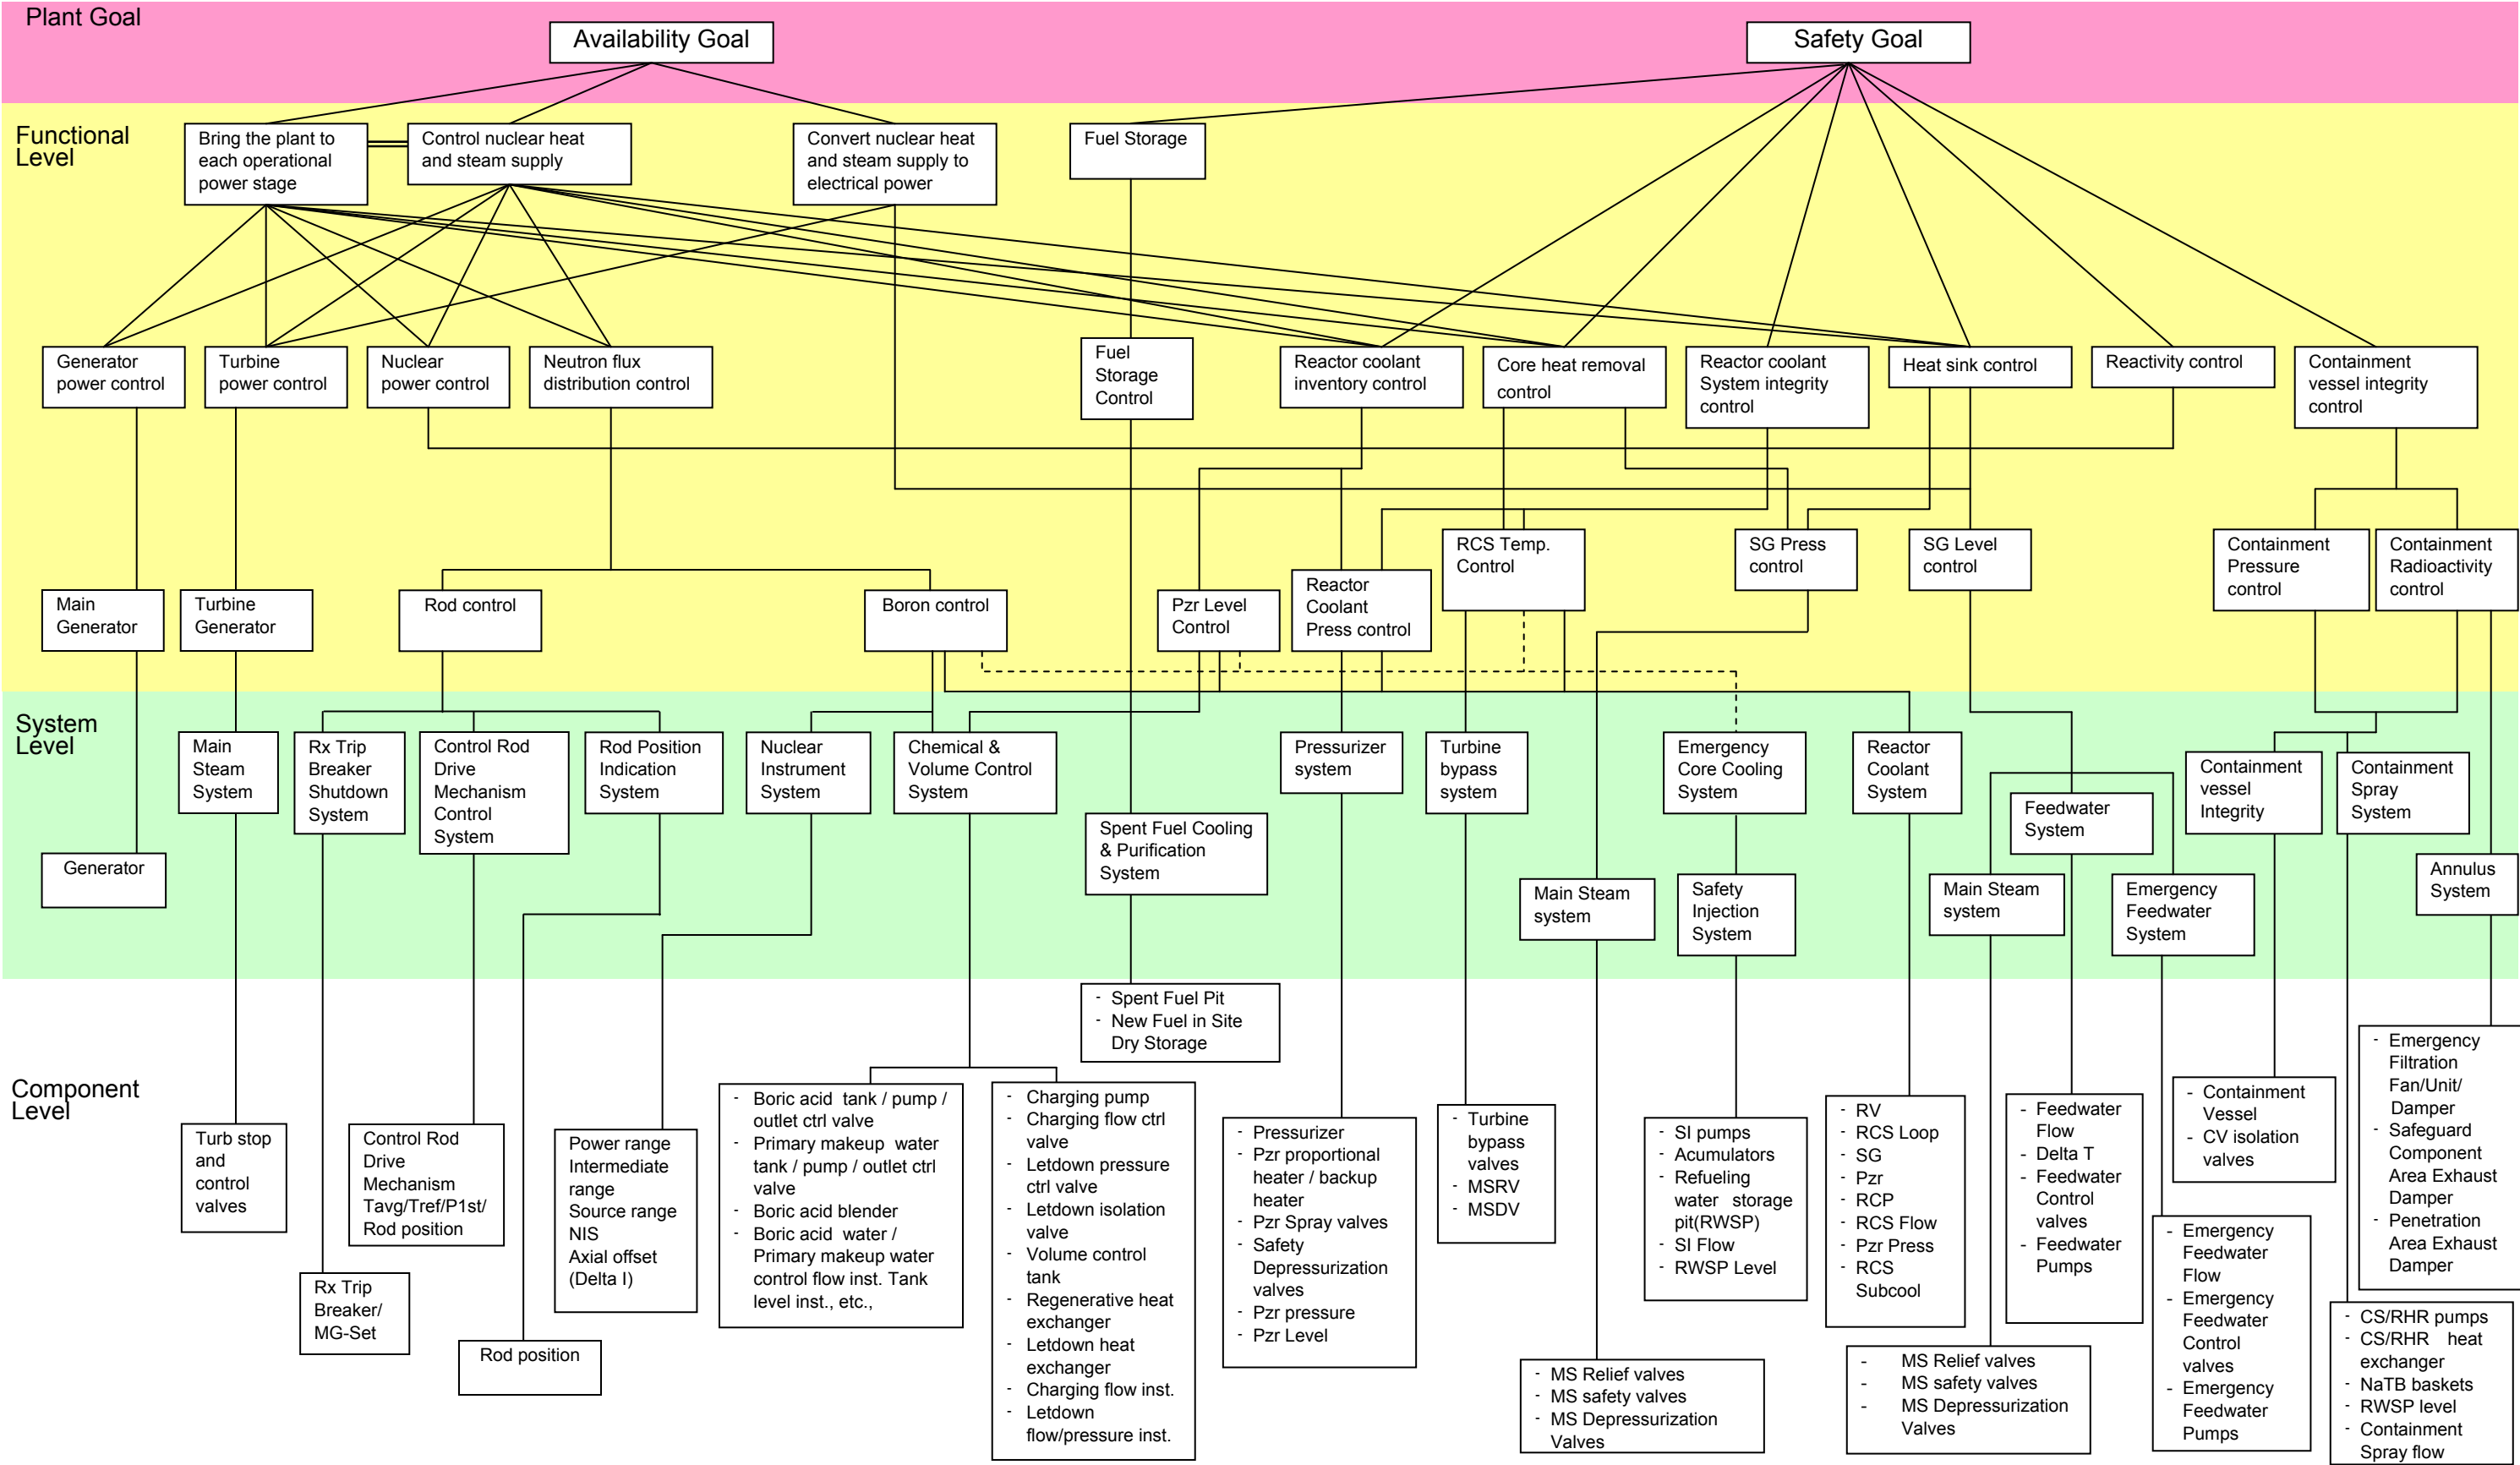 Plant Goal
Availability Goal
Safety Goal
Functional
Level
Bring the plant to
each operational
power stage
Control nuclear heat
and steam supply
Convert nuclear heat
and steam supply to
electrical power
Fuel Storage
Generator
power control
Turbine
power control
Nuclear
power control
Neutron flux
distribution control
Fuel
Storage
Control
Reactor coolant
inventory control
Core heat removal
control
Reactor coolant
System integrity
control
Heat sink control
Reactivity control
Containment
vessel integrity
control
RCS Temp.
Control
SG Press
control
SG Level
control
Containment
Pressure
control
Containment
Radioactivity
control
Main
Generator
Turbine
Generator
Rod control
Boron control
Pzr Level
Control
Reactor
Coolant
Press control
System
Level
Main
Steam
System
Rx Trip
Breaker
Shutdown
System
Control Rod
Drive
Mechanism
Control
System
Rod Position
Indication
System
Nuclear
Instrument
System
Chemical &
Volume Control
System
Pressurizer
system
Turbine
bypass
system
Emergency
Core Cooling
System
Reactor
Coolant
System
Containment
vessel
Integrity
Containment
Spray
System
Feedwater
System
Spent Fuel Cooling
& Purification
System
Generator
Main Steam
system
Safety
Injection
System
Main Steam
system
Emergency
Feedwater
System
Annulus
System
Component
Level
- Spent Fuel Pit
- New Fuel in Site
Dry Storage
Turb stop
and
control
valves
Rx Trip
Breaker/
MG-Set
Control Rod
Drive
Mechanism
Tavg/Tref/P1st/
Rod position
Rod position
Power range
Intermediate
range
Source range
NIS
Axial offset
(Delta I)
- Boric acid tank / pump /
outlet ctrl valve
- Primary makeup water
tank / pump / outlet ctrl
valve
- Boric acid blender
- Boric acid water /
Primary makeup water
control flow inst. Tank
level inst., etc.,
- Charging pump
- Charging flow ctrl
valve
- Letdown pressure
ctrl valve
- Letdown isolation
valve
- Volume control
tank
- Regenerative heat
exchanger
- Letdown heat
exchanger
- Charging flow inst.
- Letdown
flow/pressure inst.
- Pressurizer
- Pzr proportional
heater / backup
heater
- Pzr Spray valves
- Safety
Depressurization
valves
- Pzr pressure
- Pzr Level
- Turbine
bypass
valves
- MSRV
- MSDV
- MS Relief valves
- MS safety valves
- MS Depressurization
Valves
- SI pumps
- Acumulators
- Refueling
water storage
pit(RWSP)
- SI Flow
- RWSP Level
- RV
- RCS Loop
- SG
- Pzr
- RCP
- RCS Flow
- Pzr Press
- RCS
Subcool
- MS Relief valves
- MS safety valves
- MS Depressurization
Valves
- Feedwater
Flow
- Delta T
- Feedwater
Control
valves
- Feedwater
Pumps
- Emergency
Feedwater
Flow
- Emergency
Feedwater
Control
valves
- Emergency
Feedwater
Pumps
- Containment
Vessel
- CV isolation
valves
- Emergency
Filtration
Fan/Unit/
Damper
- Safeguard
Component
Area Exhaust
Damper
- Penetration
Area Exhaust
Damper
- CS/RHR pumps
- CS/RHR heat
exchanger
- NaTB baskets
- RWSP level
- Containment
Spray flow